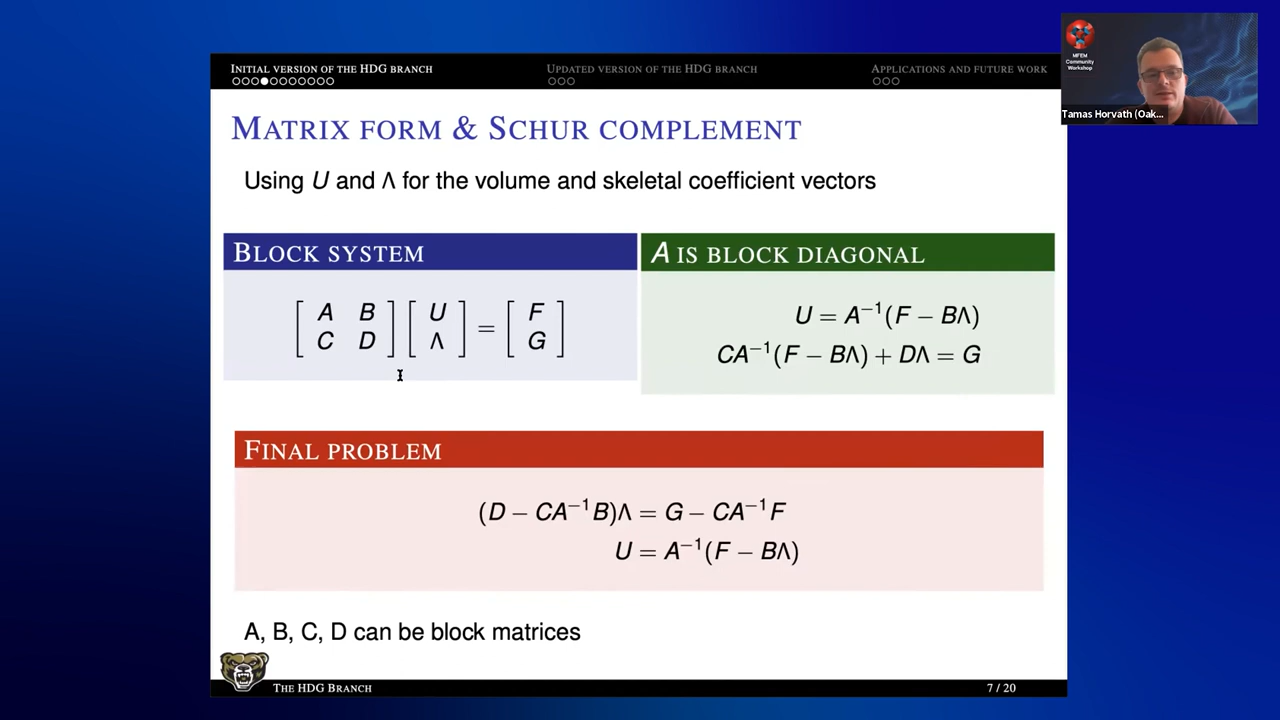 INITIAL VERSION OF THE HDG BRANCH
UPDATED VERSION OF THE HDG BRANCH
APPLICATIONS AND FUTURE WORK
MATRIX FORM & SCHUR COMPLEMENT
Using U and Λ for the volume and skeletal coefficient vectors
BLOCK SYSTEM
[ A B ] [ U ] = [ F ]
[ C D ] [ Λ ] [ G ]
A IS BLOCK DIAGONAL
U = A⁻¹(F − BΛ)
CA⁻¹(F − BΛ) + DΛ = G
FINAL PROBLEM
(D − CA⁻¹B)Λ = G − CA⁻¹F
U = A⁻¹(F − BΛ)
A, B, C, D can be block matrices
THE HDG BRANCH
7 / 20
MFEM
Community
Workshop
Tamas Horvath (Oak...